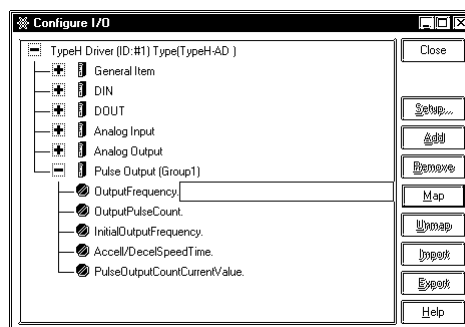 Configure I/O
TypeH Driver (ID:#1) Type(TypeH-AD )
General Item
DIN
DOUT
Analog Input
Analog Output
Pulse Output (Group1)
OutputFrequency.
OutputPulseCount.
InitialOutputFrequency.
Accell/DecelSpeedTime.
PulseOutputCountCurrentValue.
Close
Setup...
Add
Remove
Map
Unmap
Import
Export
Help